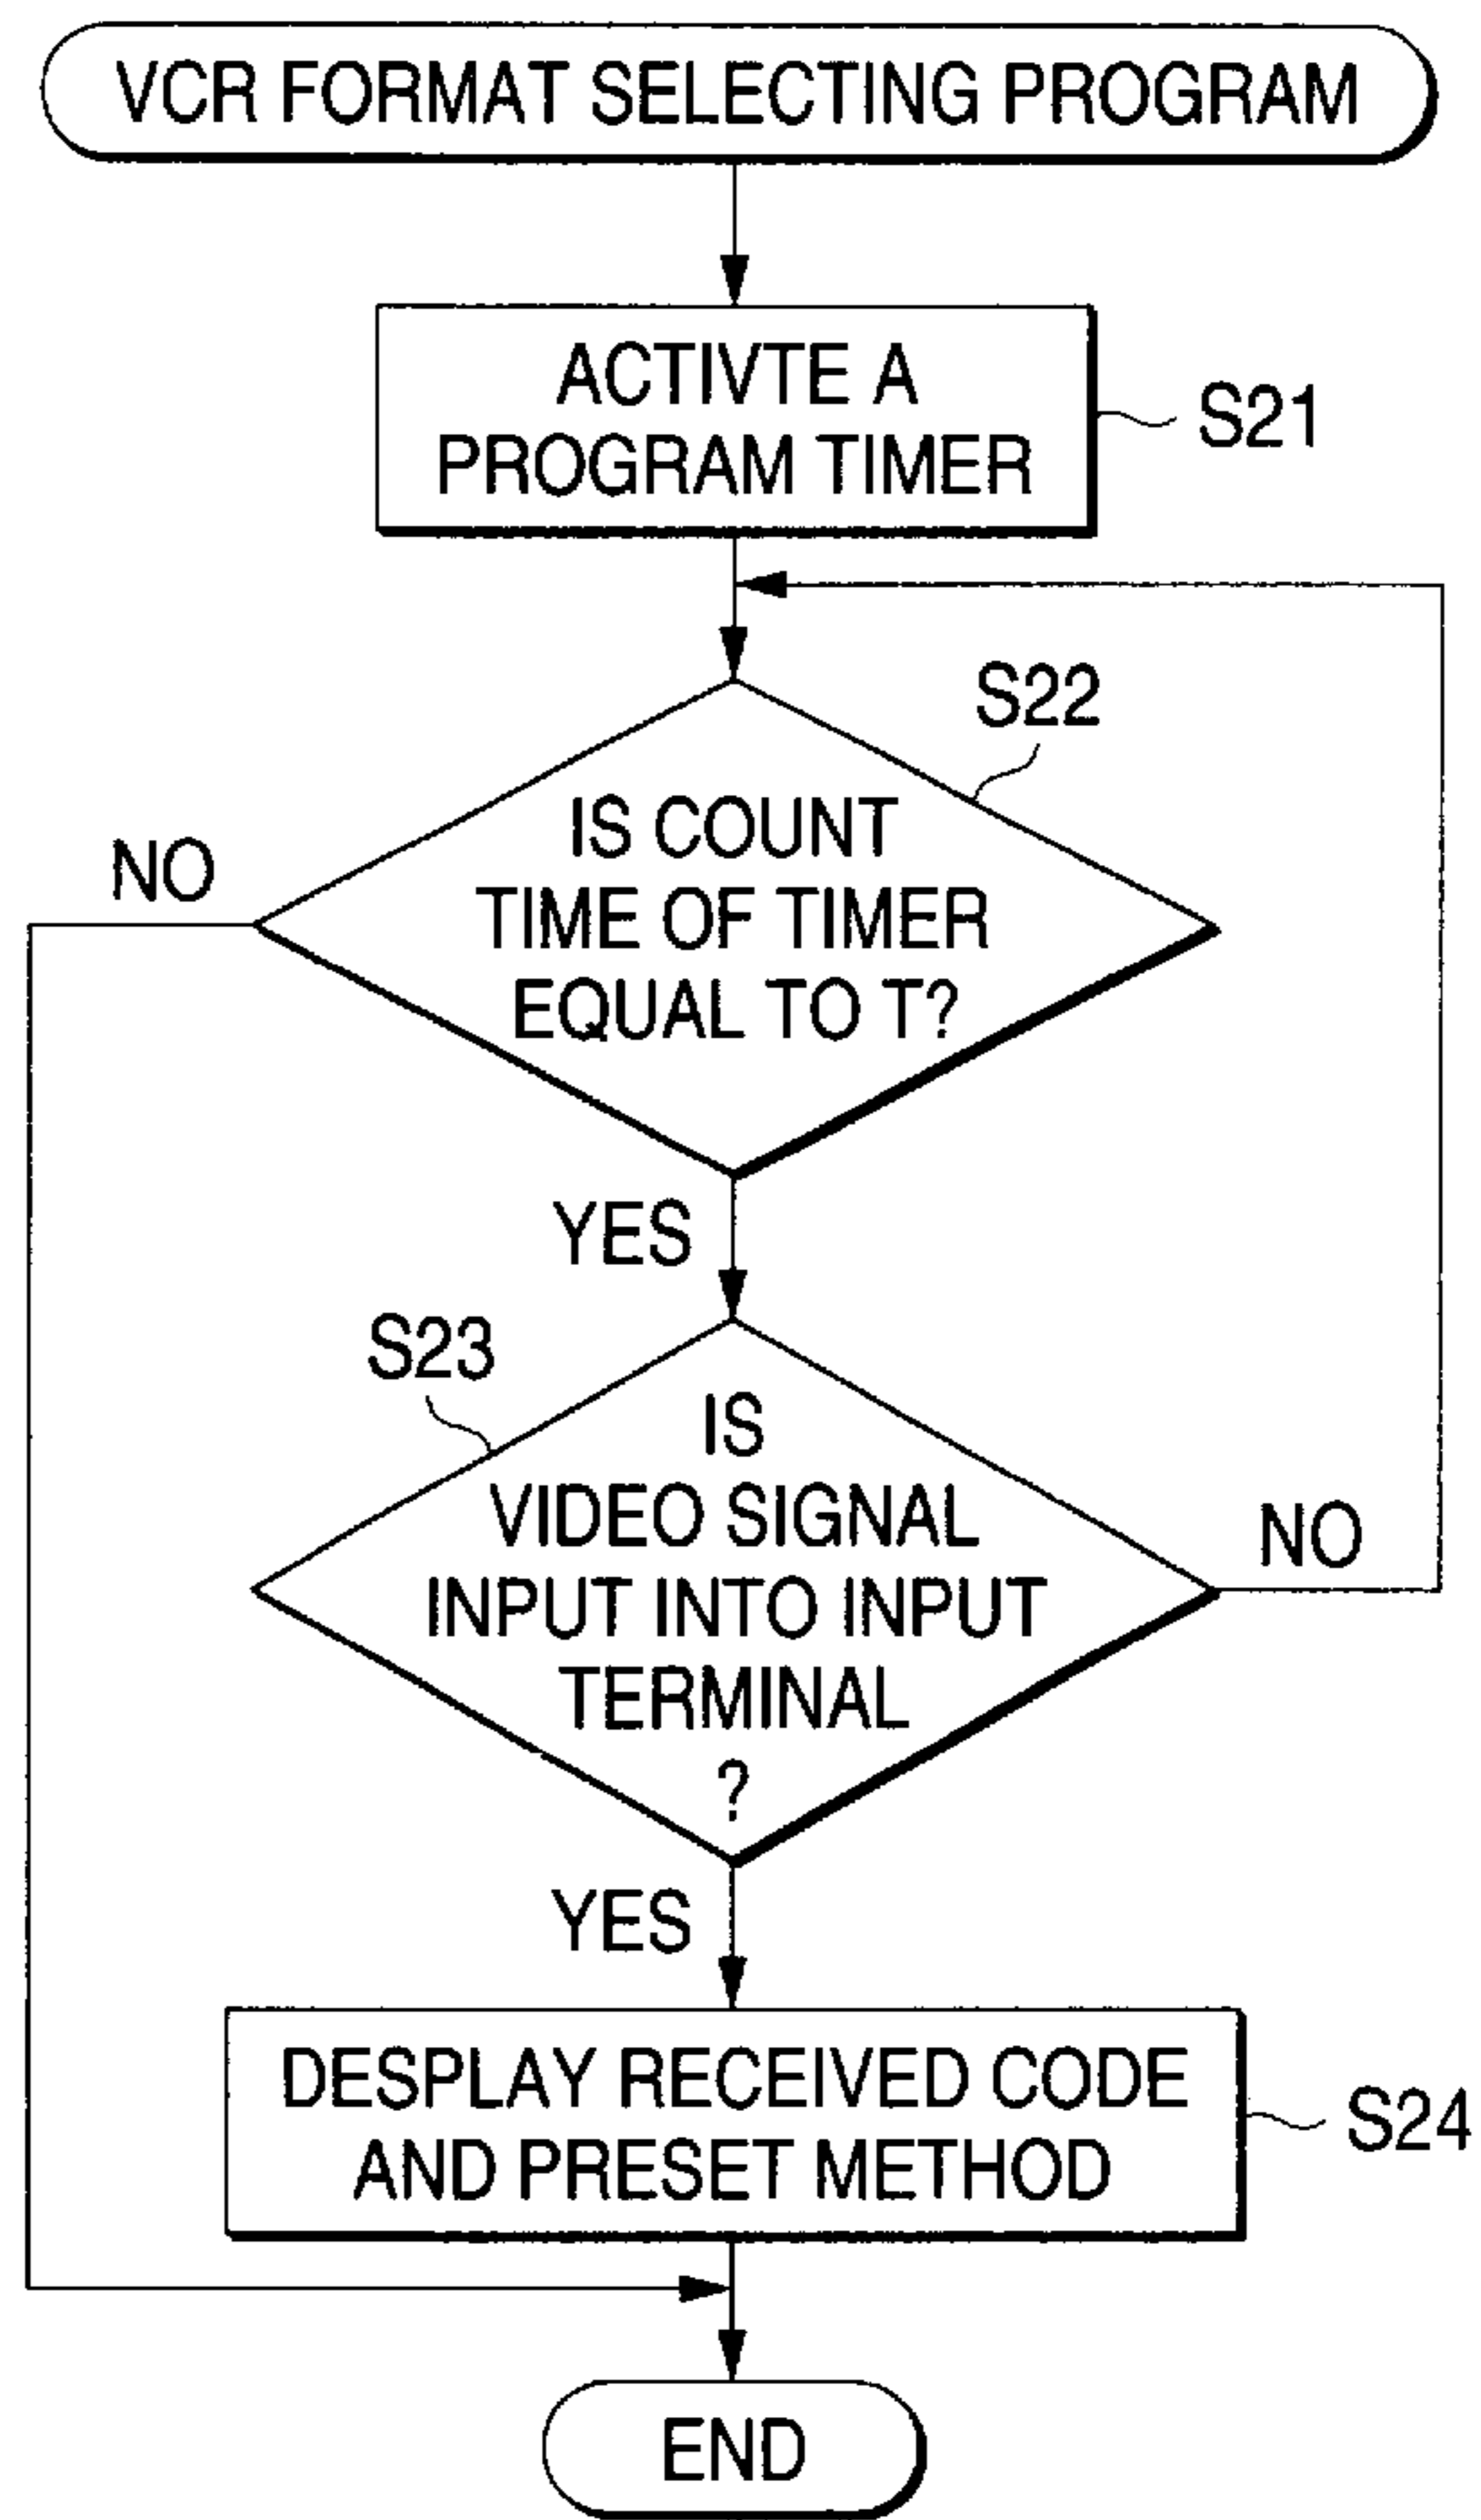 VCR FORMAT SELECTING PROGRAM
ACTIVTE A
PROGRAM TIMER
S21
S22
IS COUNT
TIME OF TIMER
EQUAL TO T?
NO
YES
S23
IS
VIDEO SIGNAL
INPUT INTO INPUT
TERMINAL
?
NO
YES
DESPLAY RECEIVED CODE
AND PRESET METHOD
S24
END